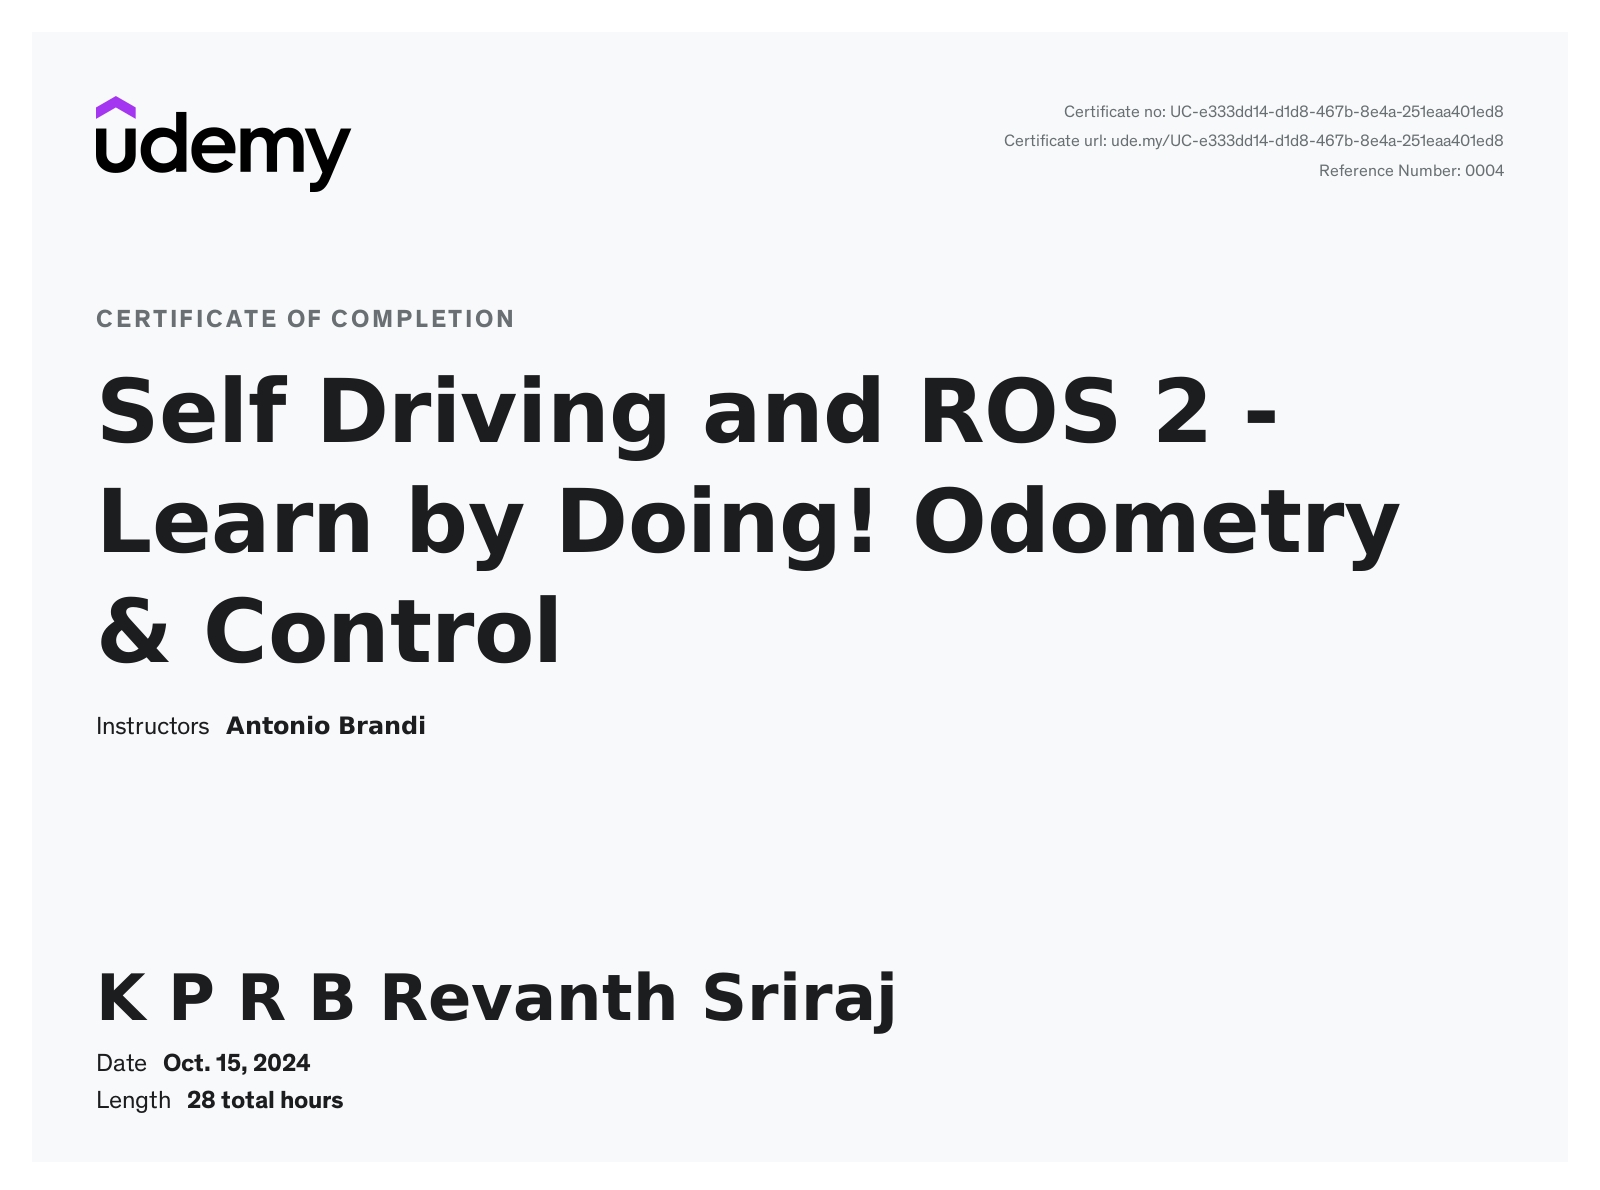 udemy
Certificate no: UC-e333dd14-d1d8-467b-8e4a-251eaa401ed8
Certificate url: ude.my/UC-e333dd14-d1d8-467b-8e4a-251eaa401ed8
Reference Number: 0004
CERTIFICATE OF COMPLETION
Self Driving and ROS 2 -
Learn by Doing! Odometry
& Control
Instructors Antonio Brandi
K P R B Revanth Sriraj
Date Oct. 15, 2024
Length 28 total hours